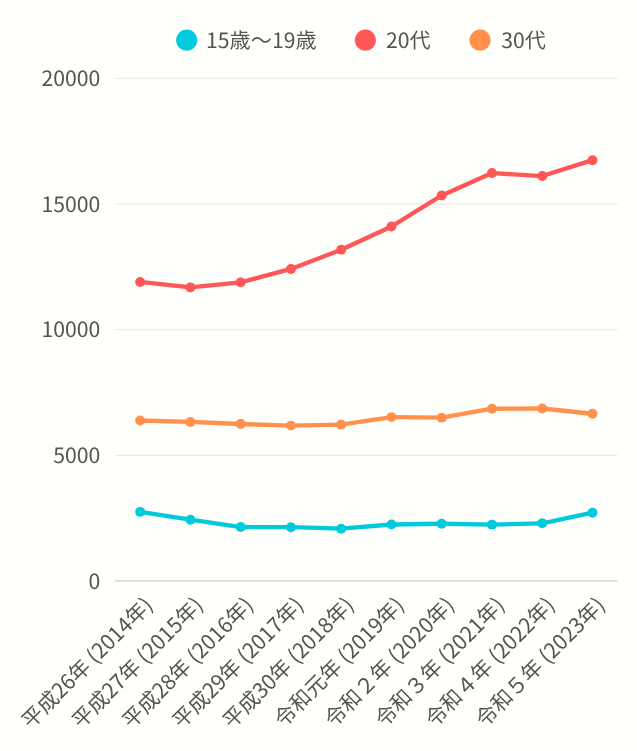 15歳～19歳 20代 30代
20000
15000
10000
5000
0
平成26年 (2014年)
平成27年 (2015年)
平成28年 (2016年)
平成29年 (2017年)
平成30年 (2018年)
令和元年 (2019年)
令和２年 (2020年)
令和３年 (2021年)
令和４年 (2022年)
令和５年 (2023年)